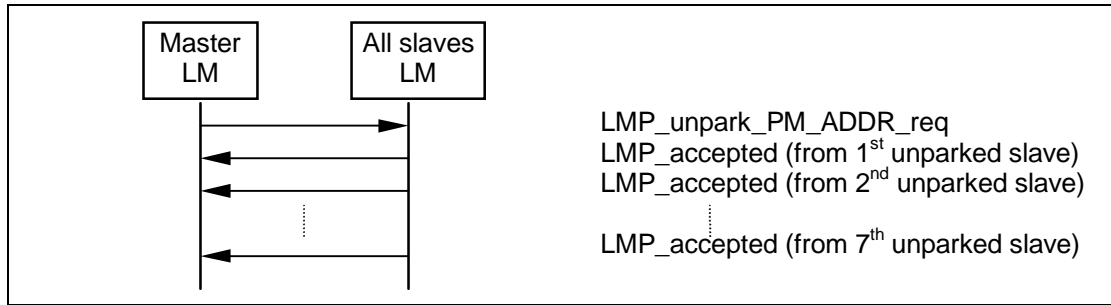 Master
LM
All slaves
LM
LMP_unpark_PM_ADDR_req
LMP_accepted (from 1st unparked slave)
LMP_accepted (from 2nd unparked slave)
LMP_accepted (from 7th unparked slave)